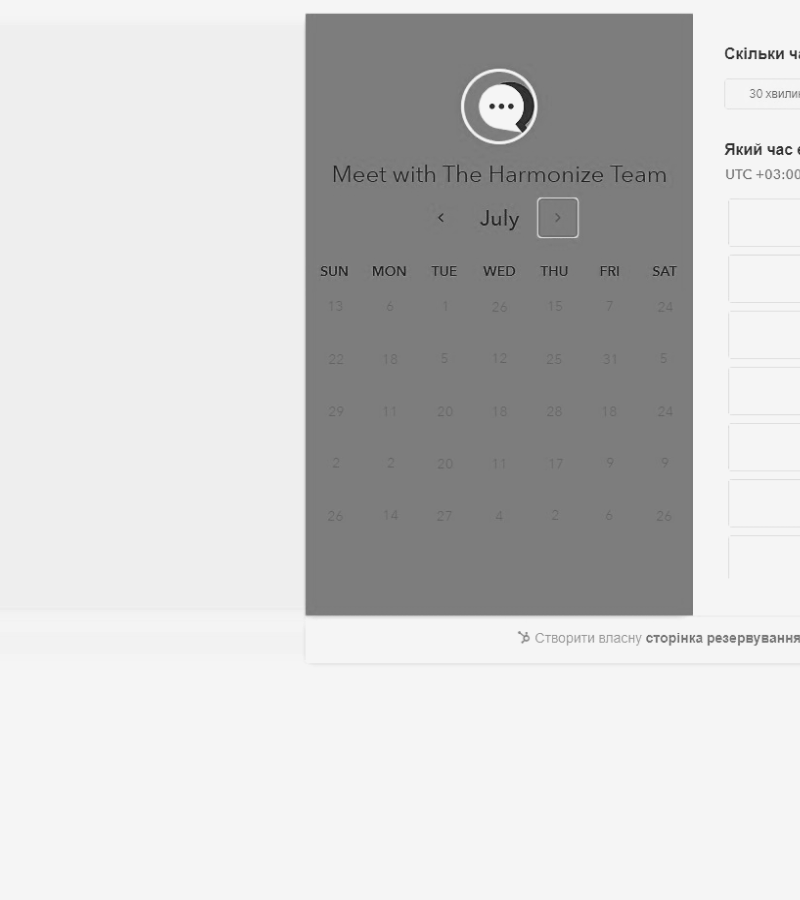 Meet with The Harmonize Team
July
SUN MON TUE WED THU FRI SAT
13 6 1 26 15 7 24
22 18 5 12 25 31 5
29 11 20 18 28 18 24
2 2 20 11 17 9 9
26 14 27 4 2 6 26
Скільки
30 хвилин
Який час
UTC +03:00
Створити власну сторінка резервування